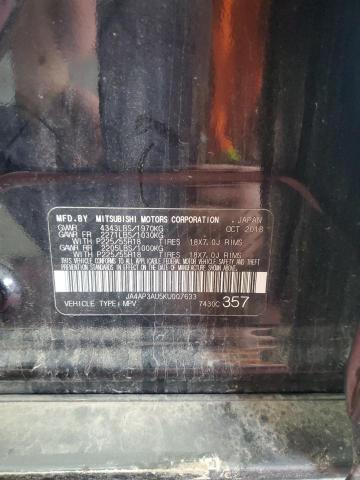 MFD.BY MITSUBISHI MOTORS CORPORATION , JAPAN
GVWR 4343LBS/1970KG OCT 2018
GAWR FR 2271LBS/1030KG
WITH P225/55R18 TIRES 18X7.0J RIMS
GAWR RR 2205LBS/1000KG
WITH P225/55R18 TIRES 18X7.0J RIMS
JA4AP3AU5KU007633
VEHICLE TYPE:MPV 7430C 357